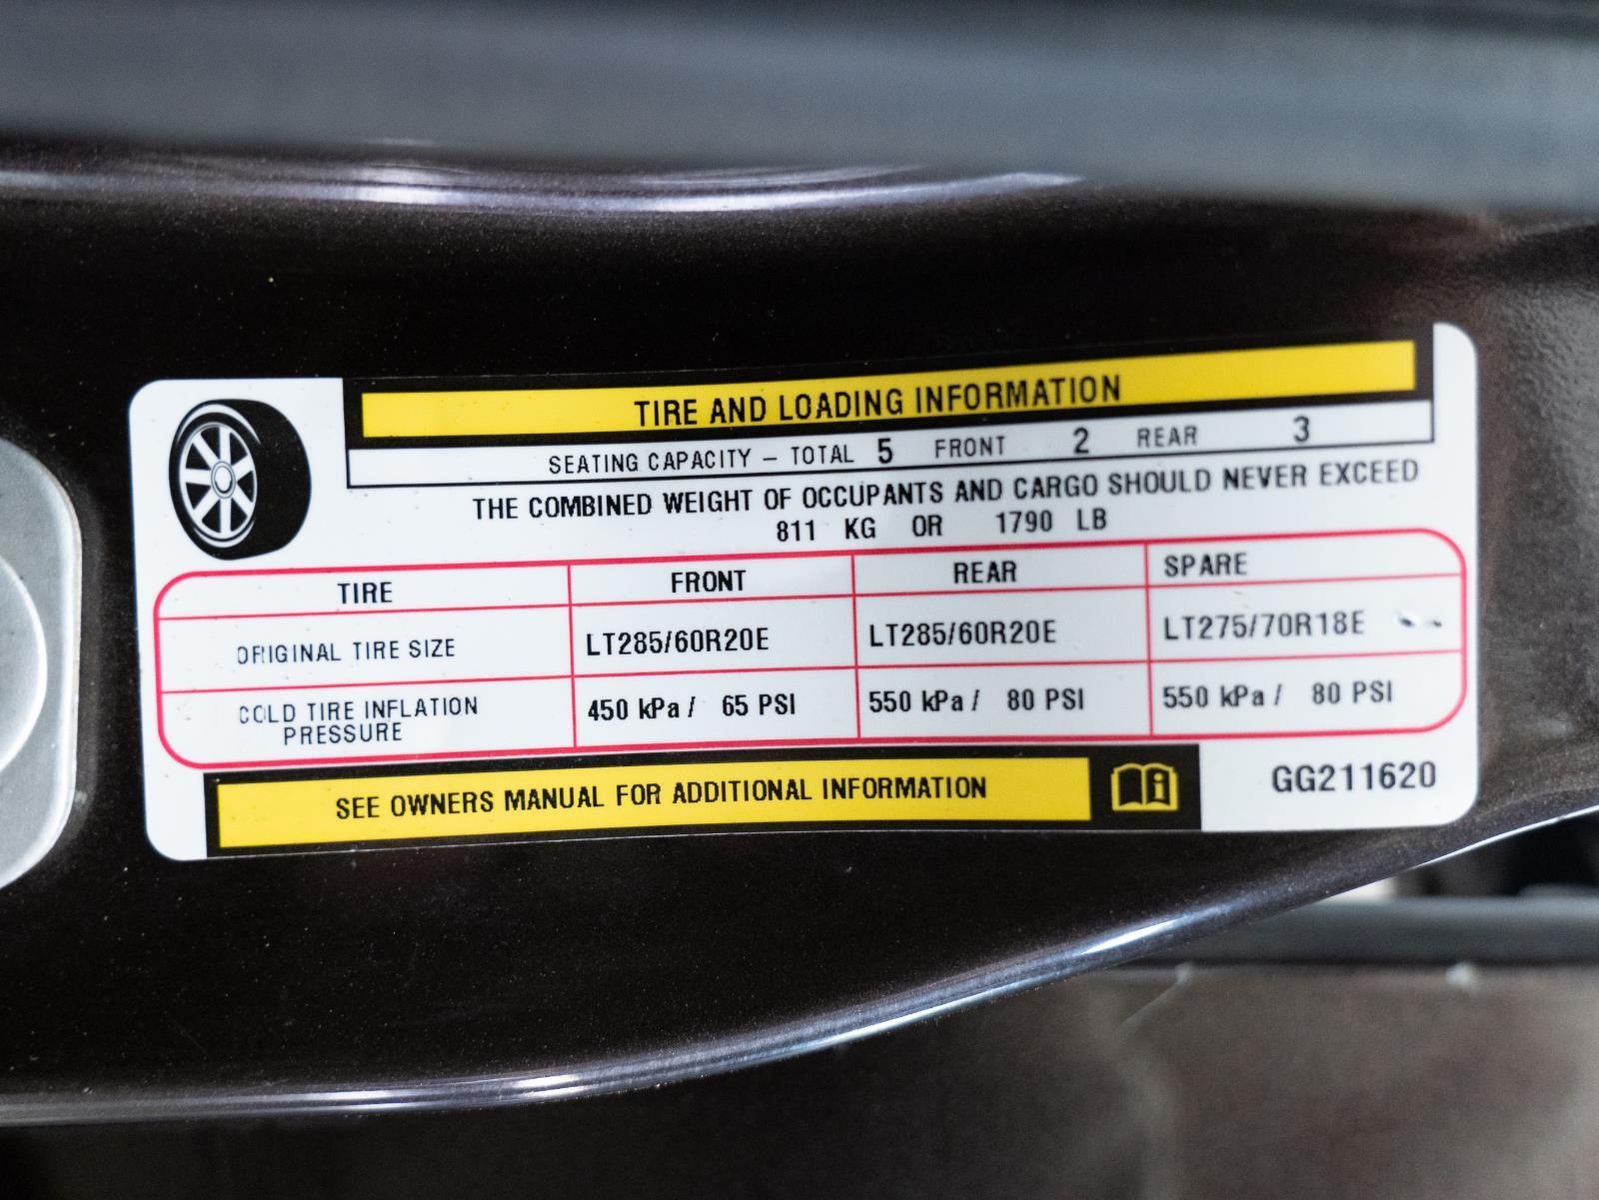 TIRE AND LOADING INFORMATION
SEATING CAPACITY – TOTAL 5 FRONT 2 REAR 3
THE COMBINED WEIGHT OF OCCUPANTS AND CARGO SHOULD NEVER EXCEED
811 KG OR 1790 LB
TIRE FRONT REAR SPARE
ORIGINAL TIRE SIZE LT285/60R20E LT285/60R20E LT275/70R18E
COLD TIRE INFLATION PRESSURE 450 kPa / 65 PSI 550 kPa / 80 PSI 550 kPa / 80 PSI
SEE OWNERS MANUAL FOR ADDITIONAL INFORMATION
GG211620